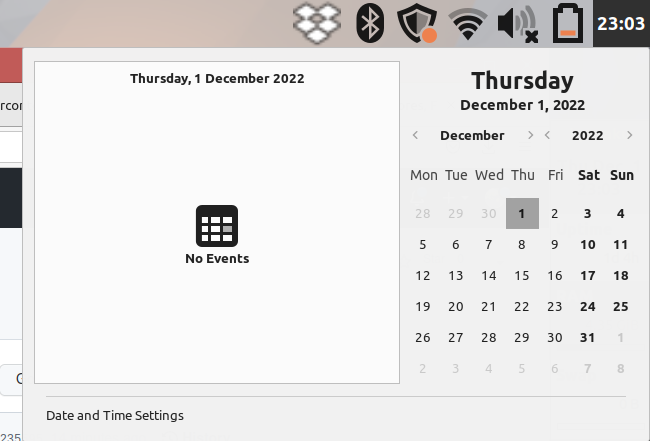 23:03
Thursday, 1 December 2022
No Events
Thursday
December 1, 2022
< December > < 2022 >
Mon Tue Wed Thu Fri Sat Sun
28 29 30 1 2 3 4
5 6 7 8 9 10 11
12 13 14 15 16 17 18
19 20 21 22 23 24 25
26 27 28 29 30 31 1
2 3 4 5 6 7 8
Date and Time Settings
rcor
235